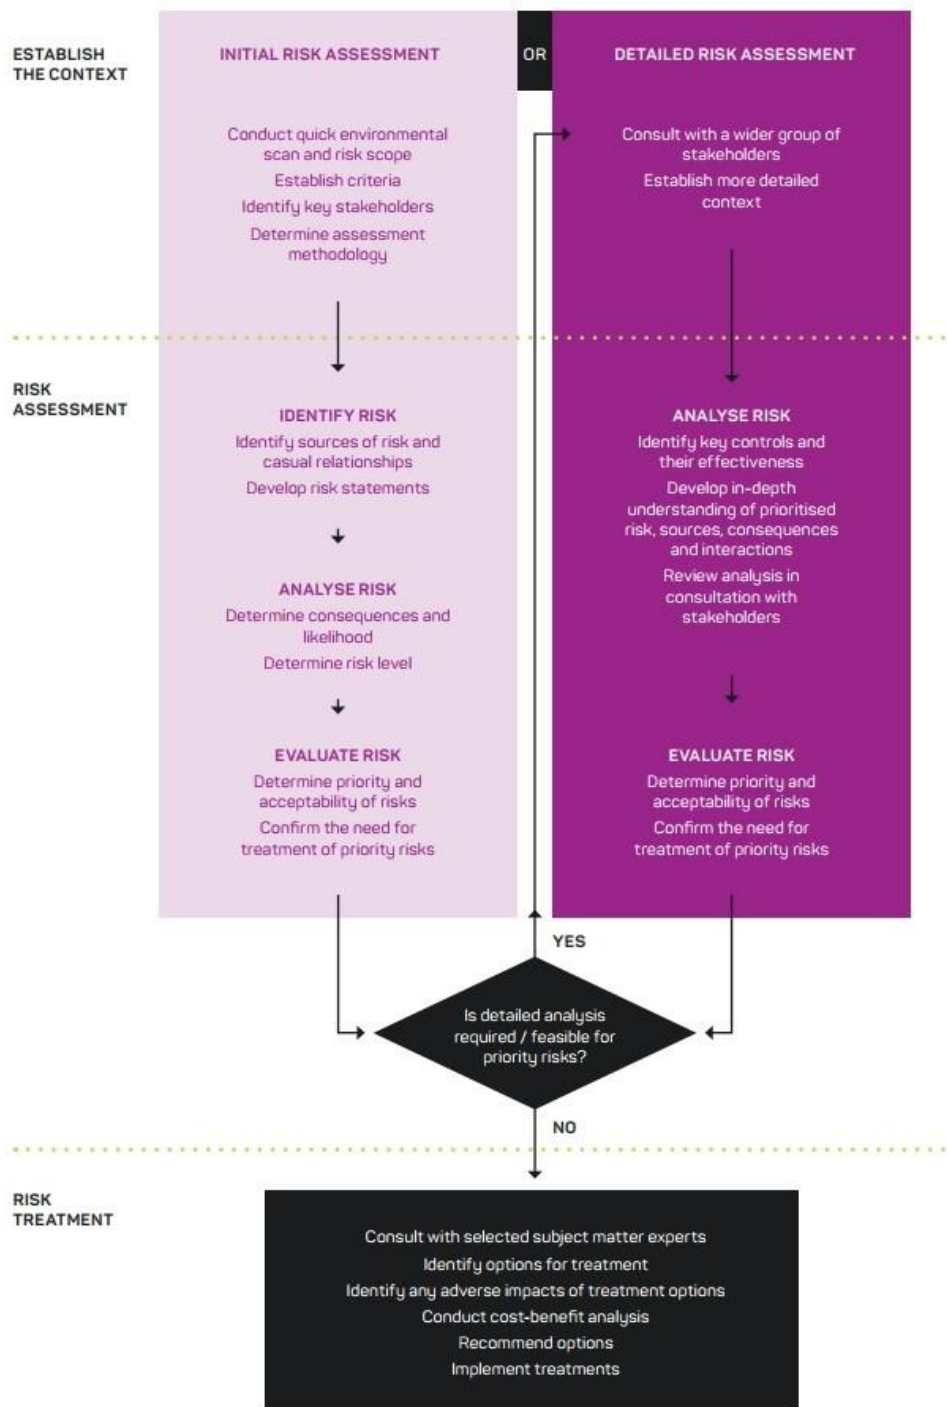 ESTABLISH
THE CONTEXT
INITIAL RISK ASSESSMENT
OR
DETAILED RISK ASSESSMENT
Conduct quick environmental
scan and risk scope
Establish criteria
Identify key stakeholders
Determine assessment
methodology
Consult with a wider group of
stakeholders
Establish more detailed
context
RISK
ASSESSMENT
IDENTIFY RISK
Identify sources of risk and
casual relationships
Develop risk statements
ANALYSE RISK
Determine consequences and
likelihood
Determine risk level
EVALUATE RISK
Determine priority and
acceptability of risks
Confirm the need for
treatment of priority risks
ANALYSE RISK
Identify key controls and
their effectiveness
Develop in-depth
understanding of prioritised
risk, sources, consequences
and interactions
Review analysis in
consultation with
stakeholders
EVALUATE RISK
Determine priority and
acceptability of risks
Confirm the need for
treatment of priority risks
YES
Is detailed analysis
required / feasible for
priority risks?
NO
RISK
TREATMENT
Consult with selected subject matter experts
Identify options for treatment
Identify any adverse impacts of treatment options
Conduct cost-benefit analysis
Recommend options
Implement treatments